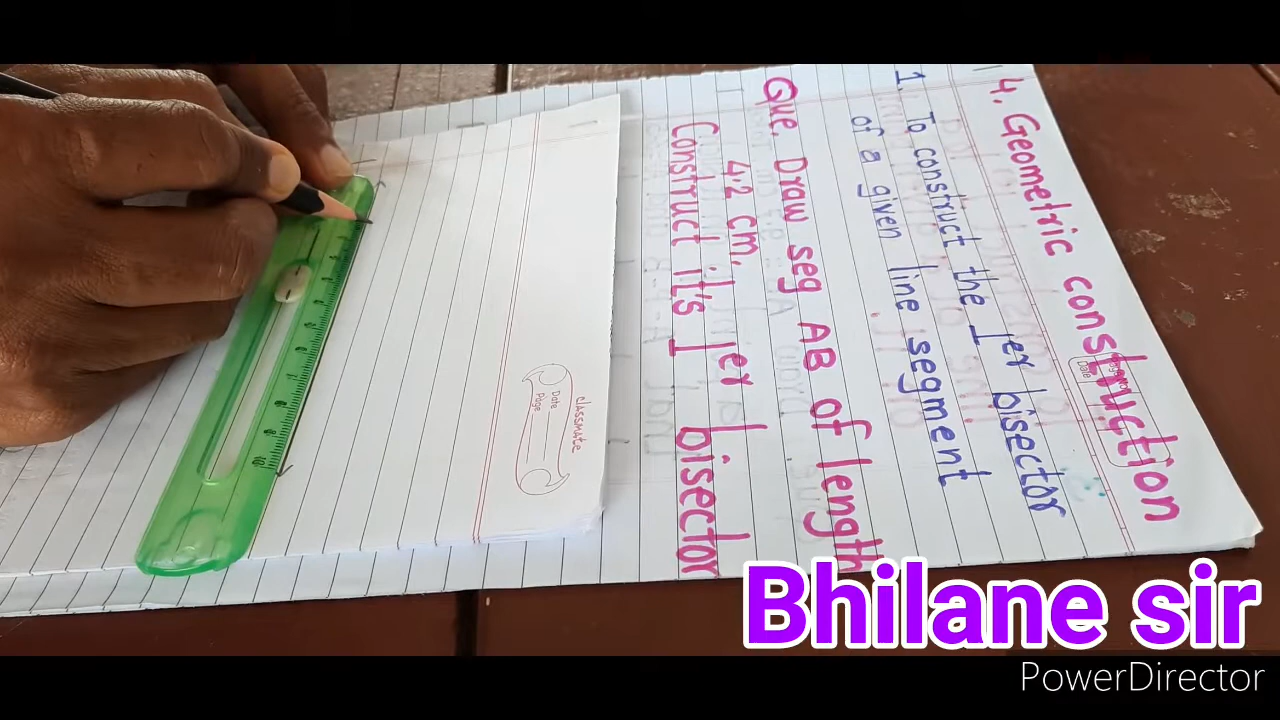 4. Geometric construction
1. To construct the ⊥er bisector
of a given line segment
Que. Draw seg AB of length
4.2 cm.
Construct it's ⊥er bisector
classmate
Date
Page
Date
Bhilane sir
PowerDirector